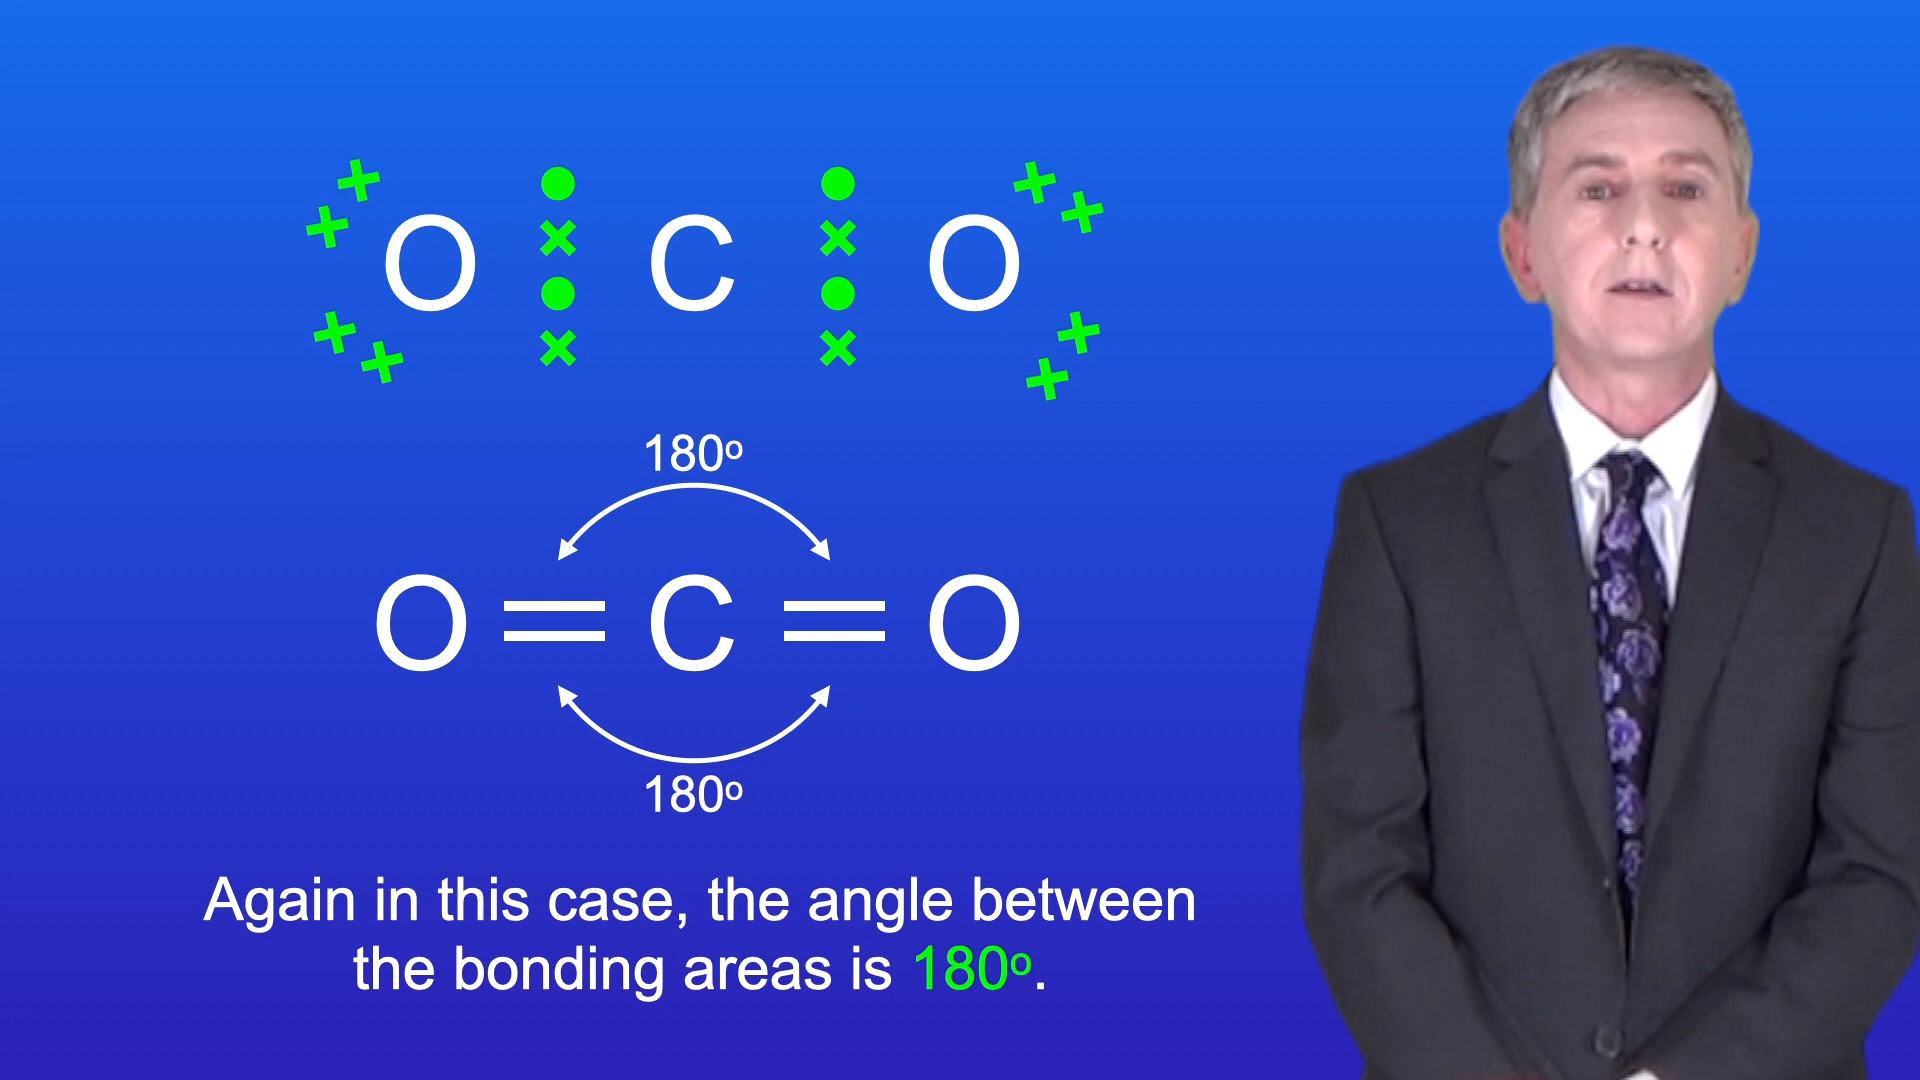 O C O
180º
O = C = O
180º
Again in this case, the angle between
the bonding areas is 180º.